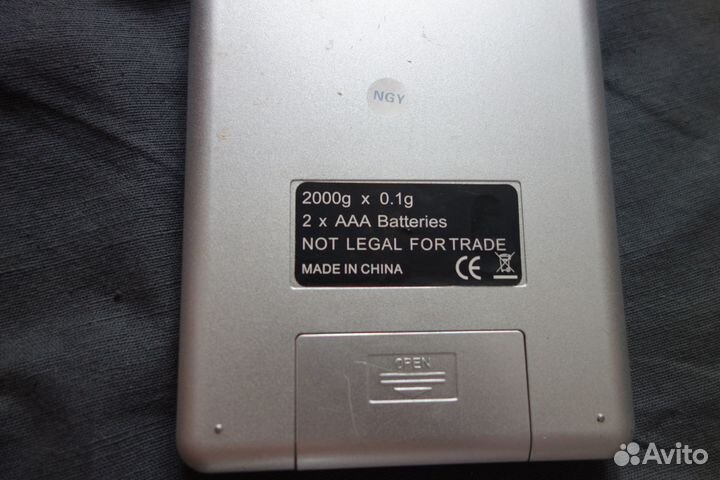 NGY
2000g x 0.1g
2 x AAA Batteries
NOT LEGAL FOR TRADE
MADE IN CHINA CE
OPEN
Avito